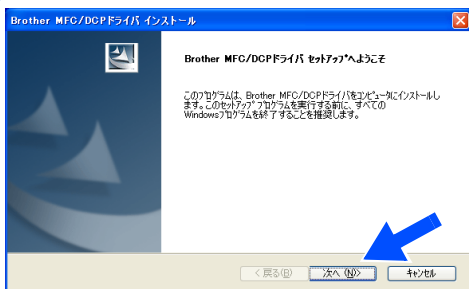 Brother MFC/DCPドライバ インストール
Brother MFC/DCPドライバ セットアップへようこそ
このプログラムは、Brother MFC/DCPドライバをコンピュータにインストールし
ます。このセットアップ プログラムを実行する前に、すべての
Windowsプログラムを終了することを推奨します。
< 戻る(B) 次へ (N)> キャンセル